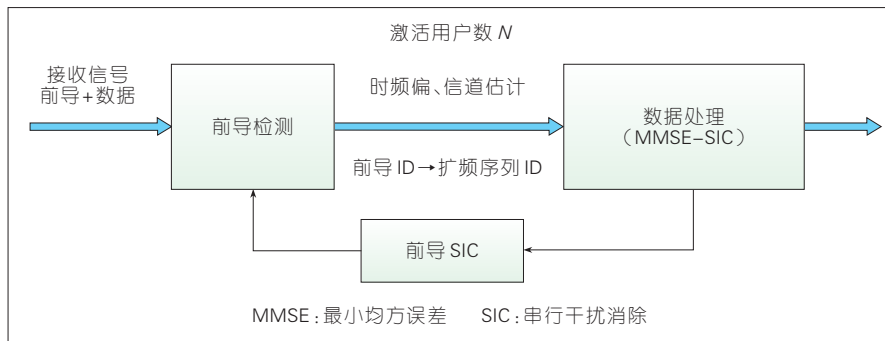 激活用户数 N
接收信号
前导+数据
前导检测
时频偏、信道估计
前导 ID→扩频序列 ID
数据处理
（MMSE-SIC）
前导 SIC
MMSE：最小均方误差 SIC：串行干扰消除